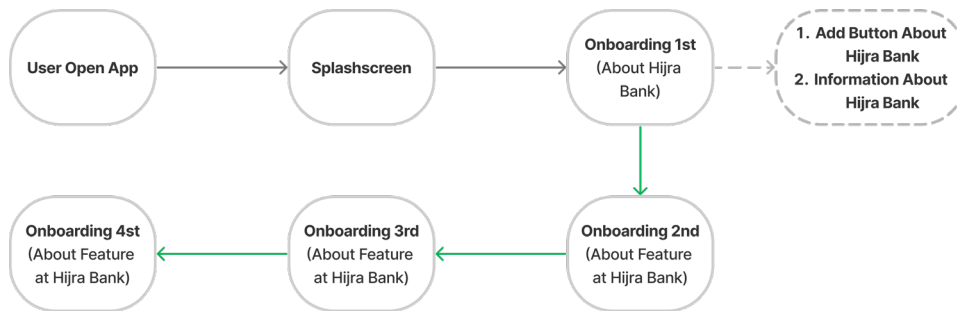 User Open App
Splashscreen
Onboarding 1st
(About Hijra
Bank)
1. Add Button About
Hijra Bank
2. Information About
Hijra Bank
Onboarding 4st
(About Feature
at Hijra Bank)
Onboarding 3rd
(About Feature
at Hijra Bank)
Onboarding 2nd
(About Feature
at Hijra Bank)